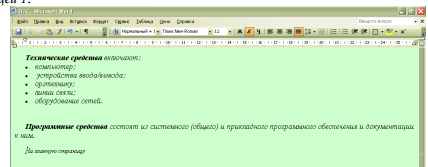 1 - Microsoft Word
Файл Правка Вид Вставка Формат Сервис Таблица Окно Справка
Введите вопрос
Нормальный + Times New Roman 12
Технические средства включают:
• компьютер;
• устройства ввода/вывода;
• оргтехнику;
• линии связи;
• оборудование сетей.
Программные средства состоят из системного (общего) и прикладного программного обеспечения и документации
к ним.
На главную страницу